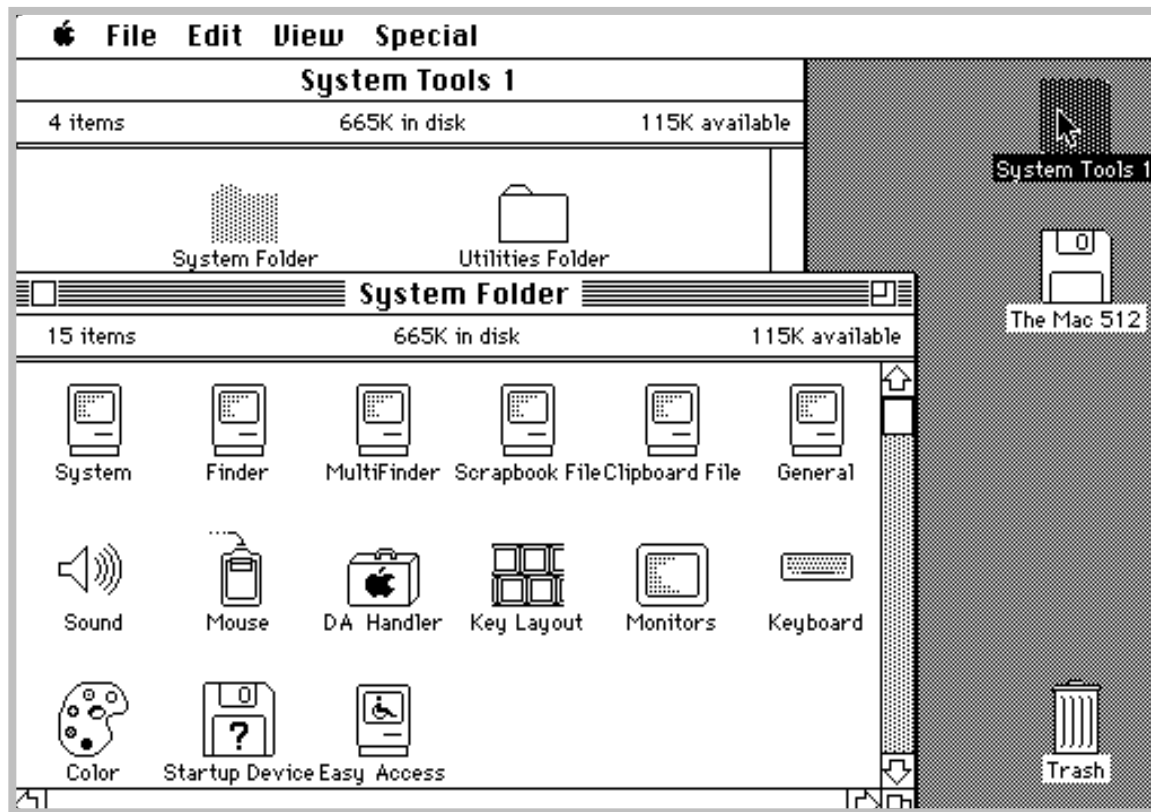 File Edit View Special
System Tools 1
4 items 665K in disk 115K available
System Folder Utilities Folder
System Folder
15 items 665K in disk 115K available
System Finder MultiFinder Scrapbook File Clipboard File General
Sound Mouse DA Handler Key Layout Monitors Keyboard
Color Startup Device Easy Access
System Tools 1
The Mac 512
Trash